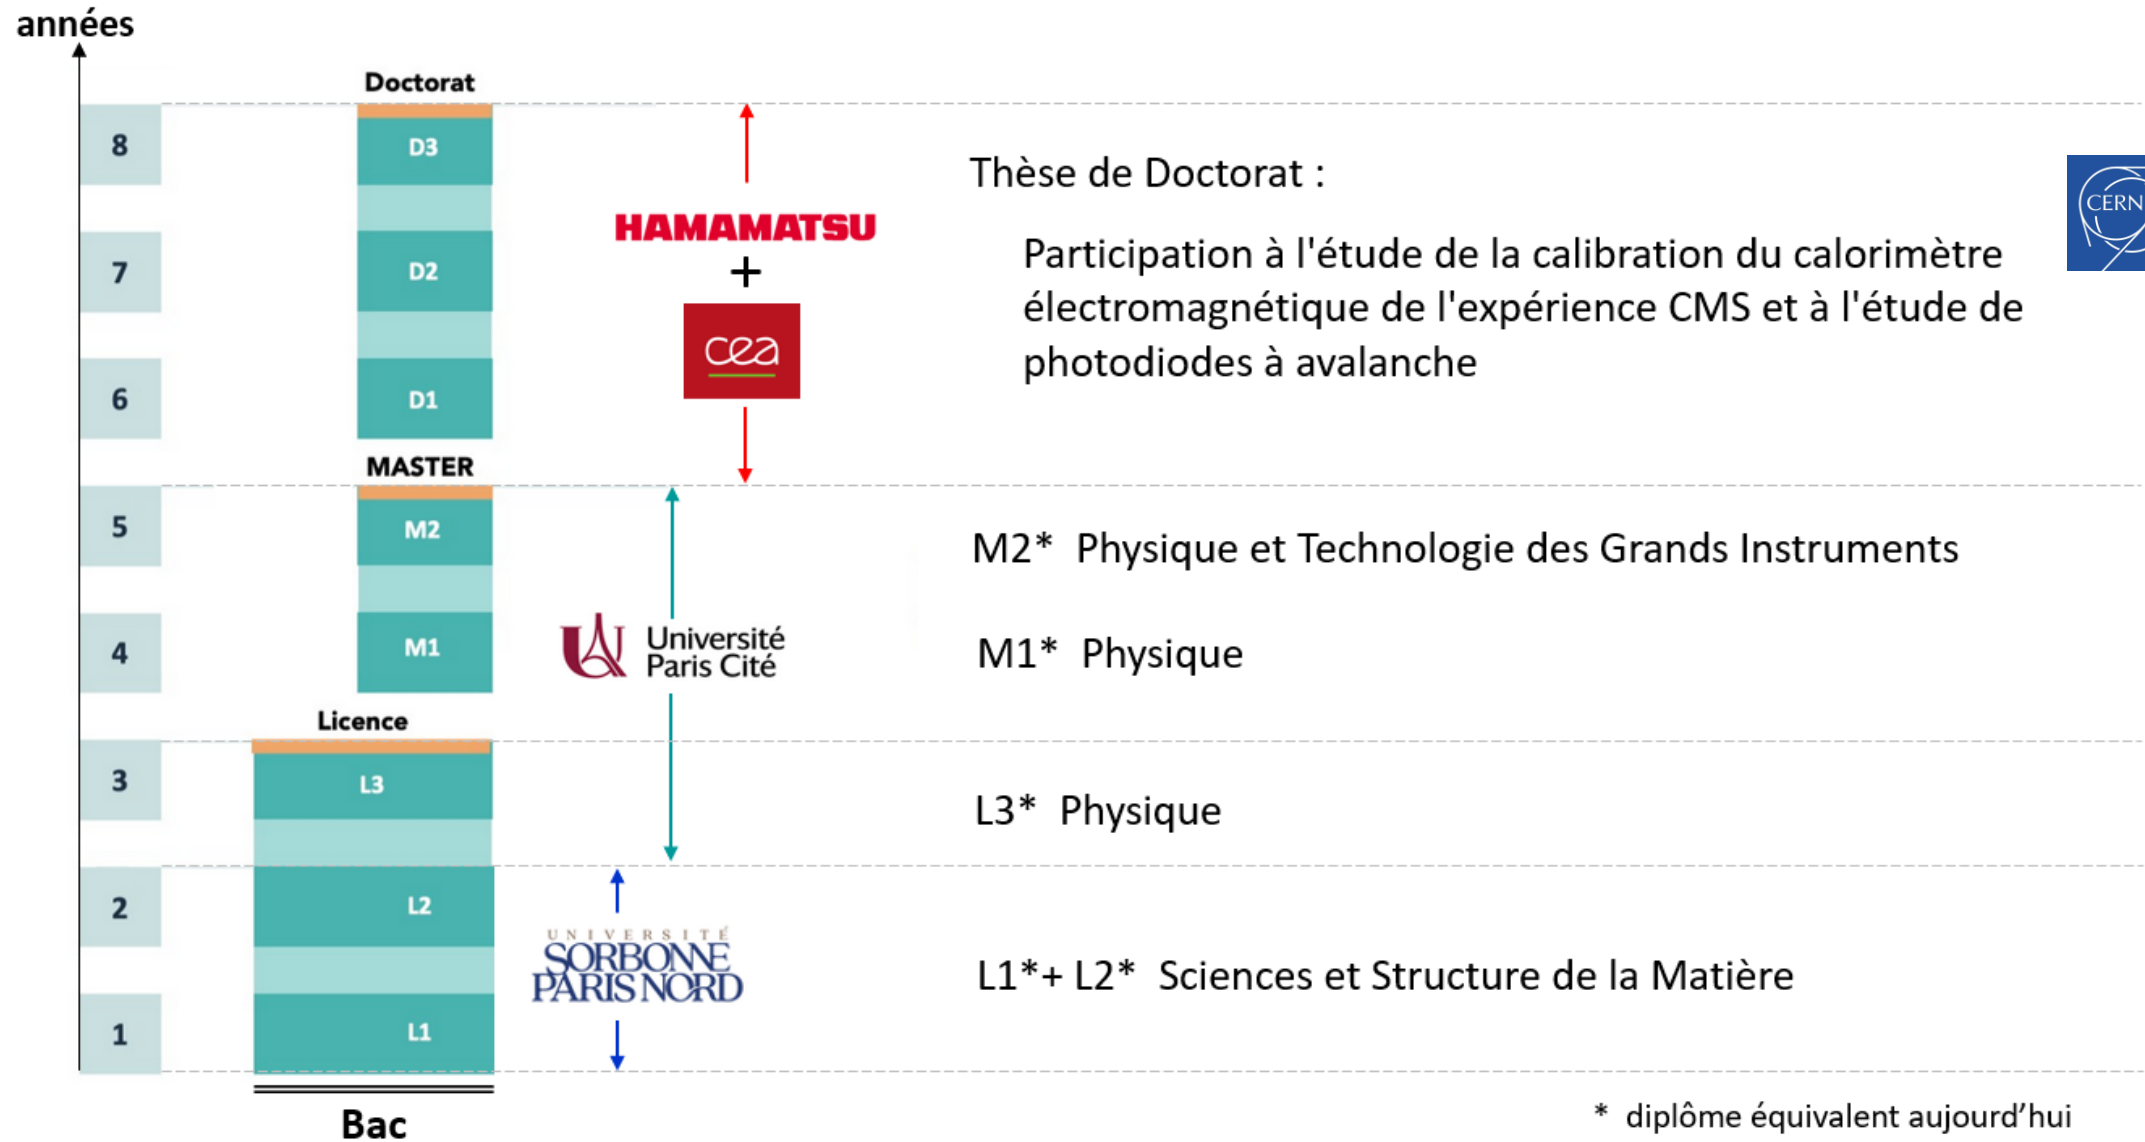 années
Doctorat
8
D3
Thèse de Doctorat :
CERN
HAMAMATSU
+
cea
7
D2
Participation à l'étude de la calibration du calorimètre
électromagnétique de l'expérience CMS et à l'étude de
photodiodes à avalanche
6
D1
MASTER
5
M2
M2* Physique et Technologie des Grands Instruments
4
M1
Université
Paris Cité
M1* Physique
Licence
3
L3
L3* Physique
2
L2
UNIVERSITÉ
SORBONNE
PARIS NORD
L1*+ L2* Sciences et Structure de la Matière
1
L1
Bac
* diplôme équivalent aujourd’hui